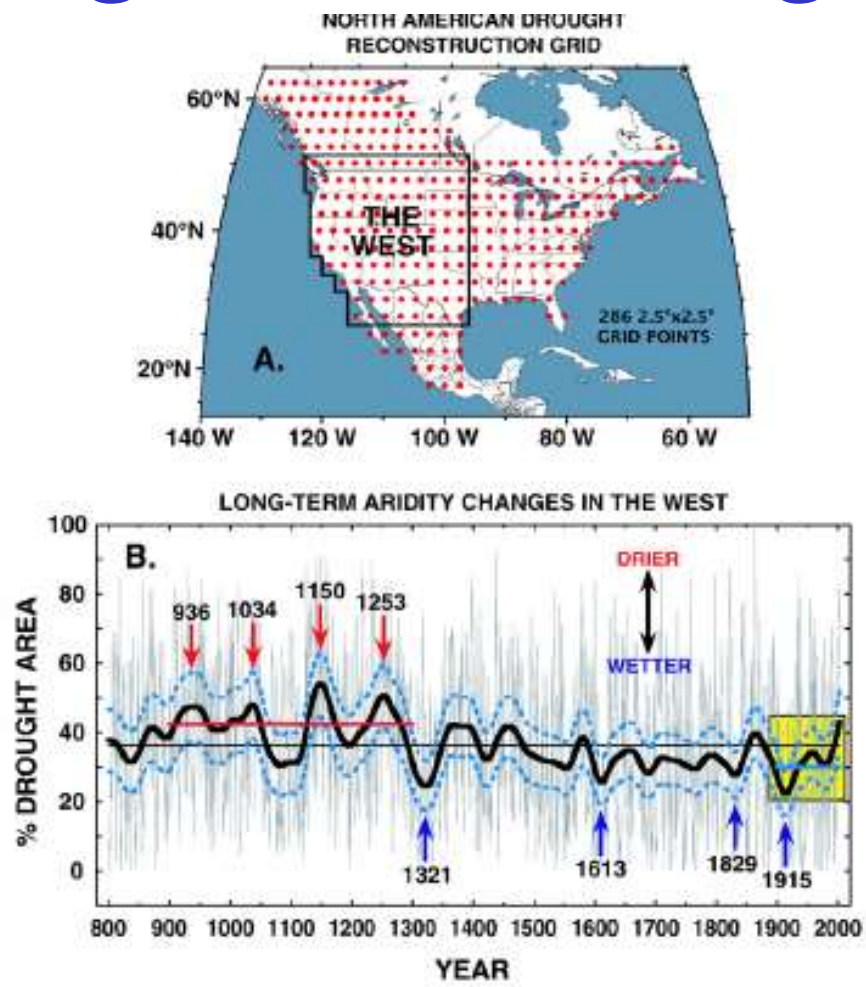 NORTH AMERICAN DROUGHT
RECONSTRUCTION GRID
60°N
40°N
20°N
THE
WEST
286 2.5°x2.5°
GRID POINTS
A.
140 W
120 W
100 W
80 W
60 W
LONG-TERM ARIDITY CHANGES IN THE WEST
B.
% DROUGHT AREA
100
80
60
40
20
0
936
1034
1150
1253
DRIER
WETTER
1321
1613
1829
1915
800 900 1000 1100 1200 1300 1400 1500 1600 1700 1800 1900 2000
YEAR